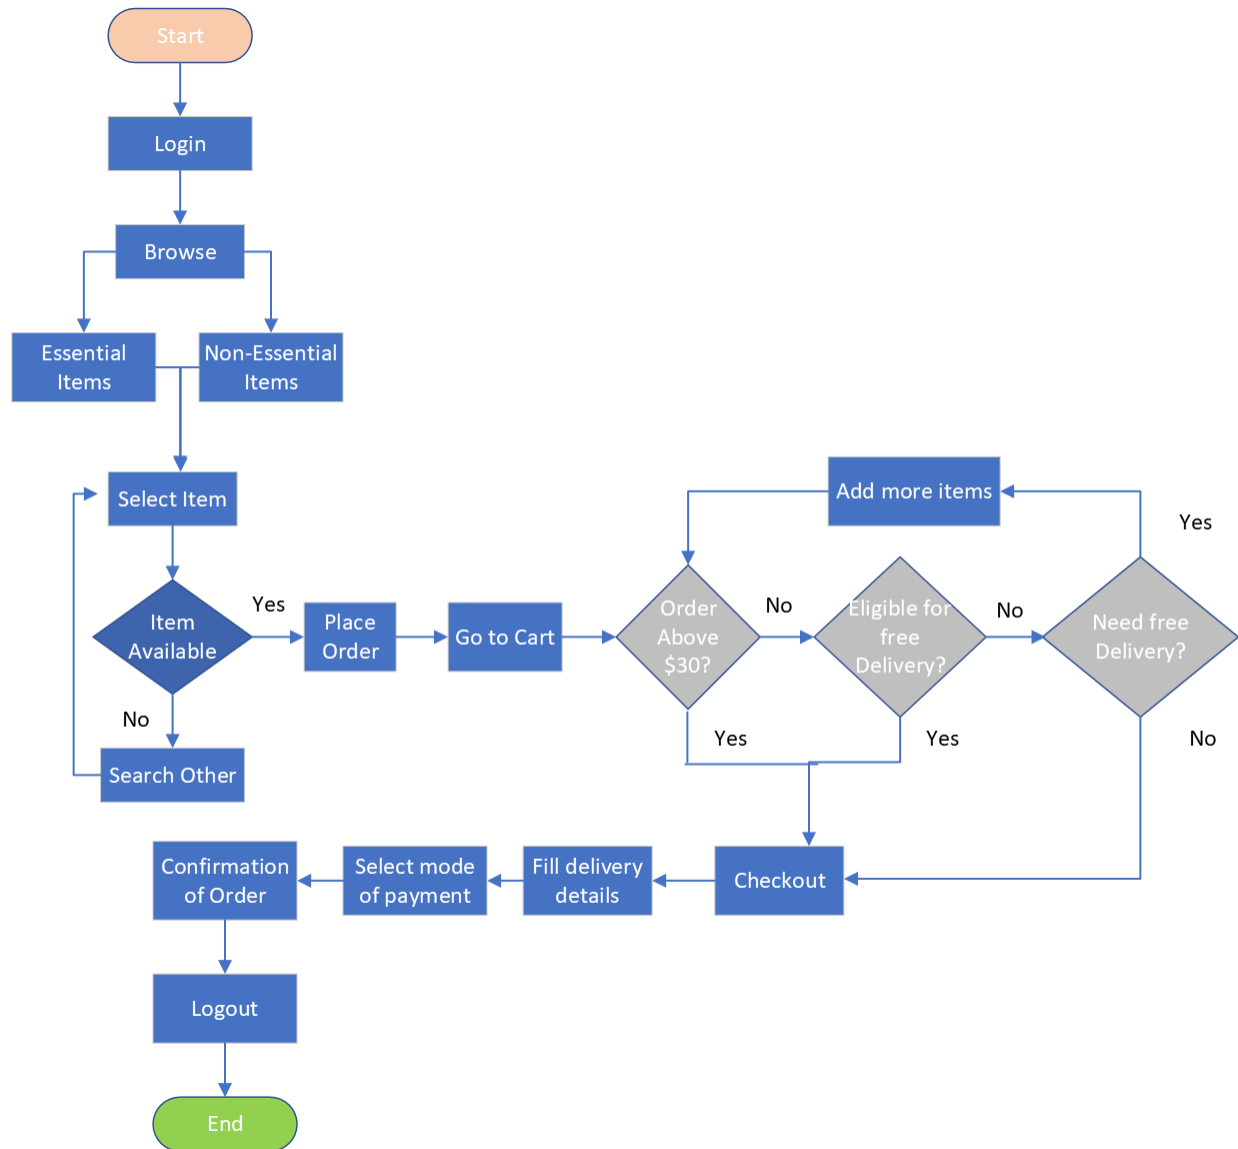 Start
Login
Browse
Essential
Items
Non-Essential
Items
Select Item
Add more items
Yes
Item
Available
Yes
Place
Order
Go to Cart
Order
Above
$30?
No
Eligible for
free
Delivery?
No
Need free
Delivery?
No
Yes
Yes
No
Search Other
Confirmation
of Order
Select mode
of payment
Fill delivery
details
Checkout
Logout
End